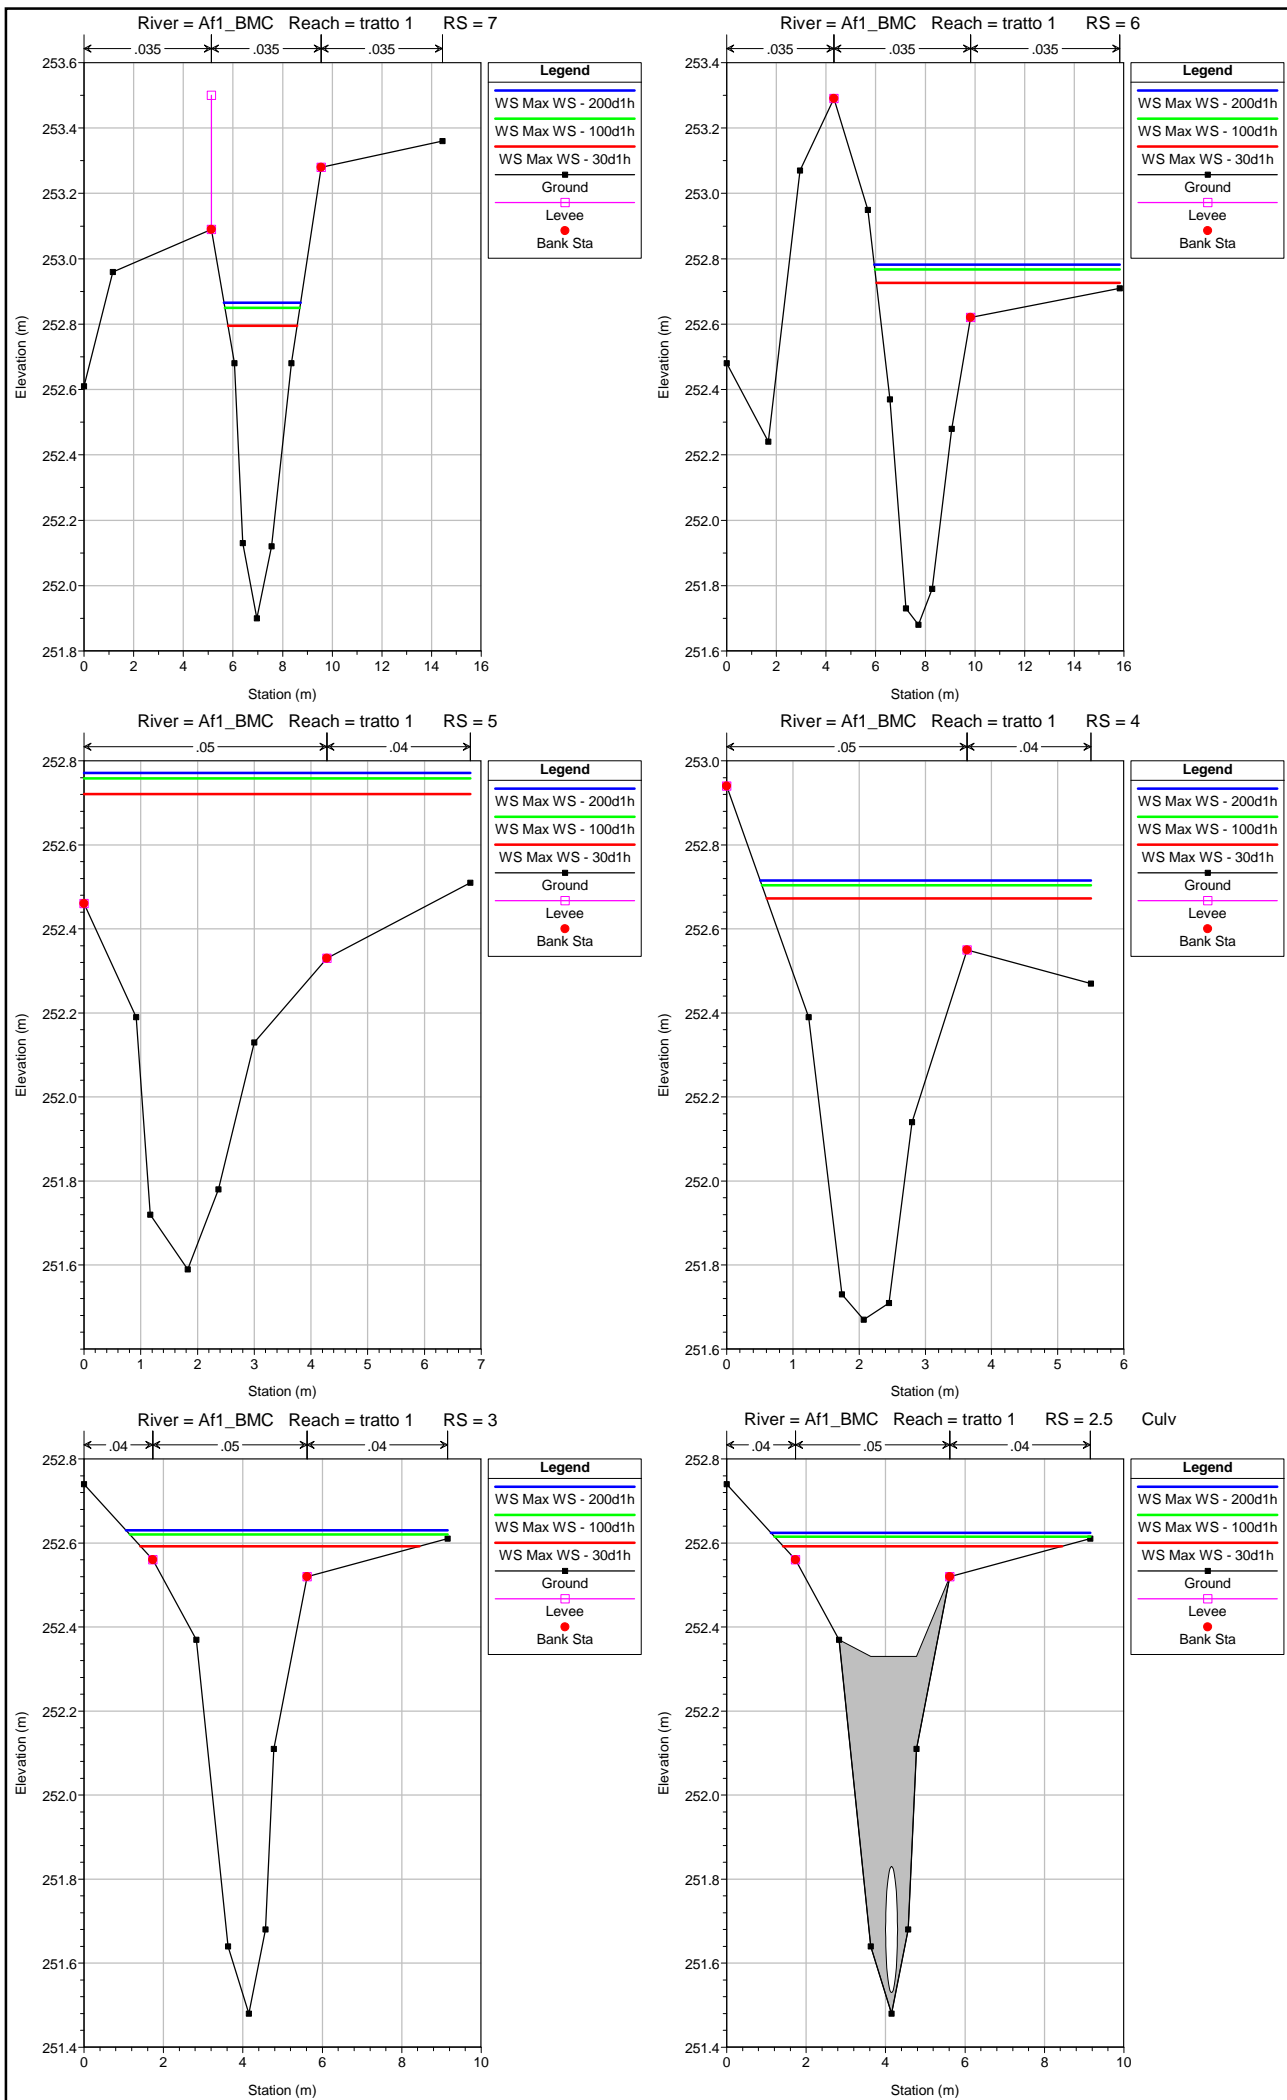 River = Af1_BMC Reach = tratto 1 RS = 7
.035 .035 .035
253.6
253.4
253.2
253.0
252.8
252.6
252.4
252.2
252.0
251.8
Elevation (m)
0 2 4 6 8 10 12 14 16
Station (m)
Legend
WS Max WS - 200d1h
WS Max WS - 100d1h
WS Max WS - 30d1h
Ground
Levee
Bank Sta
River = Af1_BMC Reach = tratto 1 RS = 6
.035 .035 .035
253.4
253.2
253.0
252.8
252.6
252.4
252.2
252.0
251.8
251.6
Elevation (m)
0 2 4 6 8 10 12 14 16
Station (m)
Legend
WS Max WS - 200d1h
WS Max WS - 100d1h
WS Max WS - 30d1h
Ground
Levee
Bank Sta
River = Af1_BMC Reach = tratto 1 RS = 5
.05 .04
252.8
252.6
252.4
252.2
252.0
251.8
251.6
Elevation (m)
0 1 2 3 4 5 6 7
Station (m)
Legend
WS Max WS - 200d1h
WS Max WS - 100d1h
WS Max WS - 30d1h
Ground
Levee
Bank Sta
River = Af1_BMC Reach = tratto 1 RS = 4
.05 .04
253.0
252.8
252.6
252.4
252.2
252.0
251.8
251.6
Elevation (m)
0 1 2 3 4 5 6
Station (m)
Legend
WS Max WS - 200d1h
WS Max WS - 100d1h
WS Max WS - 30d1h
Ground
Levee
Bank Sta
River = Af1_BMC Reach = tratto 1 RS = 3
.04 .05 .04
252.8
252.6
252.4
252.2
252.0
251.8
251.6
251.4
Elevation (m)
0 2 4 6 8 10
Station (m)
Legend
WS Max WS - 200d1h
WS Max WS - 100d1h
WS Max WS - 30d1h
Ground
Levee
Bank Sta
River = Af1_BMC Reach = tratto 1 RS = 2.5 Culv
.04 .05 .04
252.8
252.6
252.4
252.2
252.0
251.8
251.6
251.4
Elevation (m)
0 2 4 6 8 10
Station (m)
Legend
WS Max WS - 200d1h
WS Max WS - 100d1h
WS Max WS - 30d1h
Ground
Levee
Bank Sta